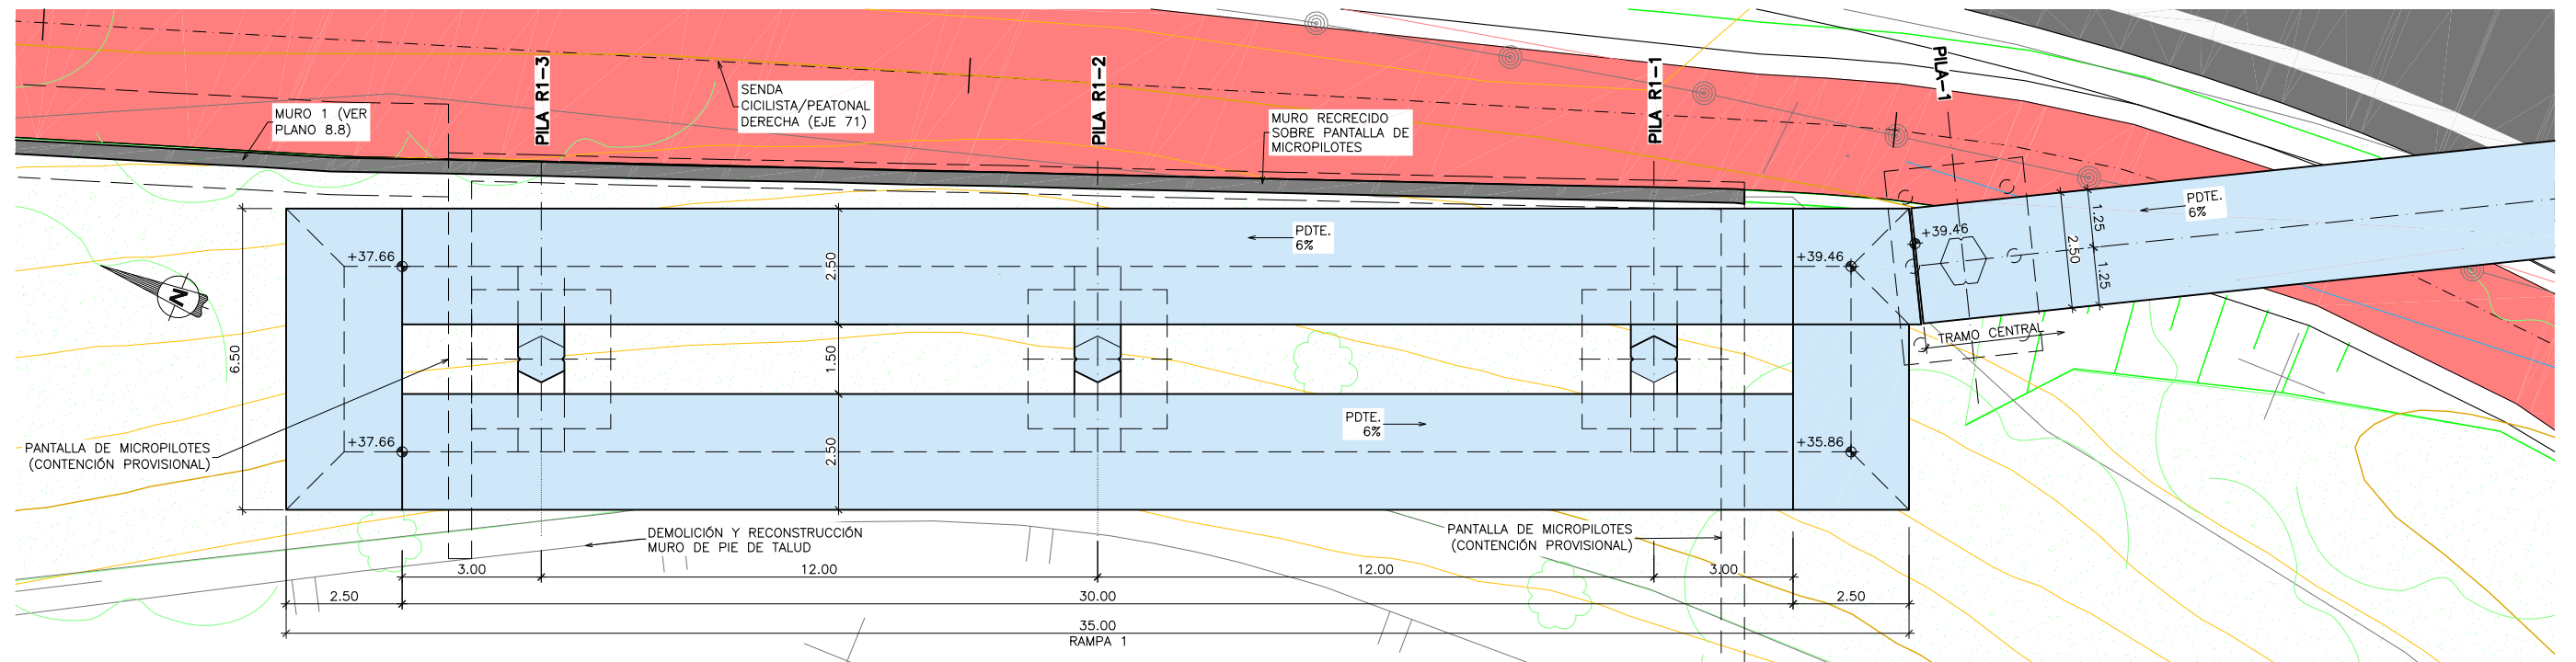 PILA R1-3
PILA R1-2
PILA R1-1
PILA-1
SENDA
CICILISTA/PEATONAL
DERECHA (EJE 71)
MURO 1 (VER
PLANO 8.8)
MURO RECRECIDO
SOBRE PANTALLA DE
MICROPILOTES
PDTE.
6%
1.25
2.50
1.25
+39.46
PDTE.
6%
+37.66
2.50
+39.46
N
6.50
1.50
TRAMO CENTRAL
PDTE.
6%
+37.66
2.50
+35.86
PANTALLA DE MICROPILOTES
(CONTENCIÓN PROVISIONAL)
DEMOLICIÓN Y RECONSTRUCCIÓN
MURO DE PIE DE TALUD
PANTALLA DE MICROPILOTES
(CONTENCIÓN PROVISIONAL)
3.00
12.00
12.00
3.00
2.50
30.00
2.50
35.00
RAMPA 1